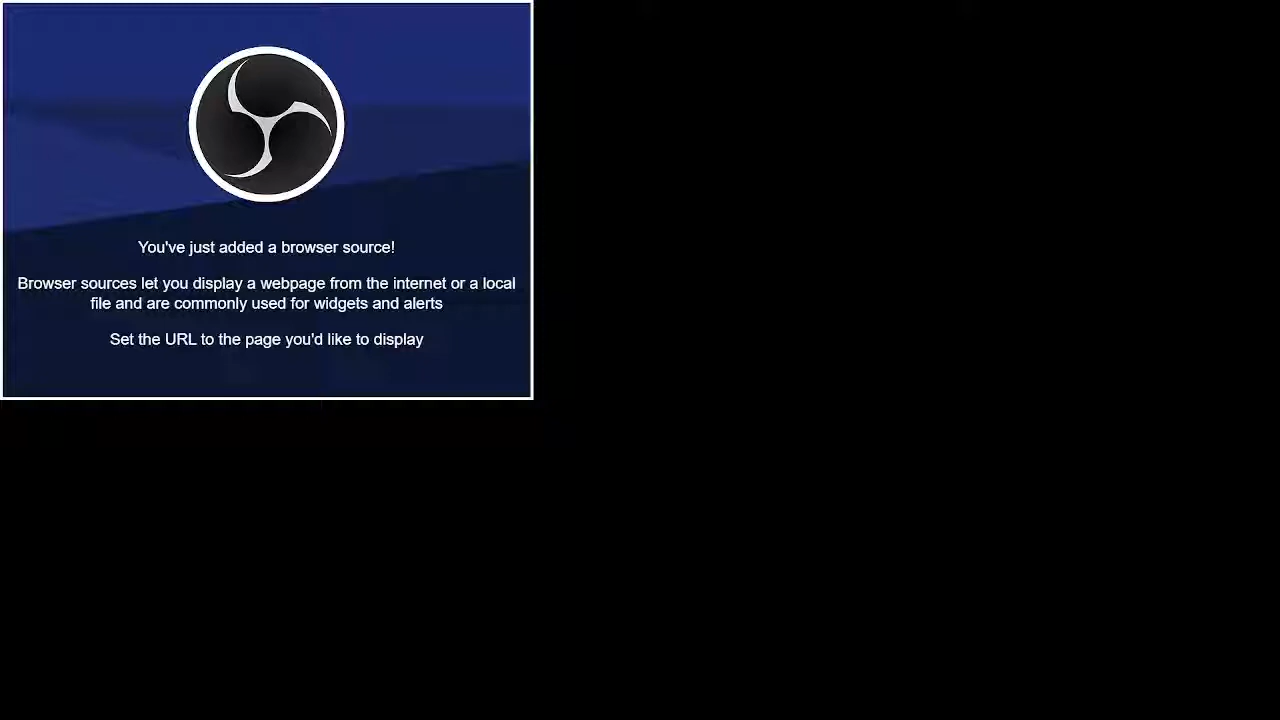 You've just added a browser source!
Browser sources let you display a webpage from the internet or a local
file and are commonly used for widgets and alerts
Set the URL to the page you'd like to display